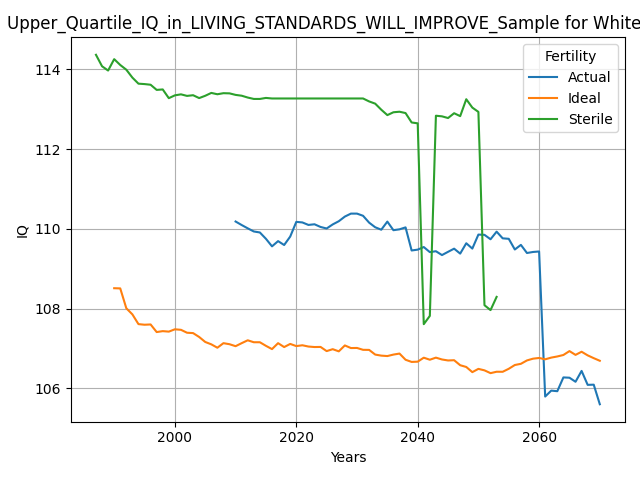 Upper_Quartile_IQ_in_LIVING_STANDARDS_WILL_IMPROVE_Sample for White
Fertility
Actual
Ideal
Sterile
IQ
114
112
110
108
106
2000
2020
2040
2060
Years